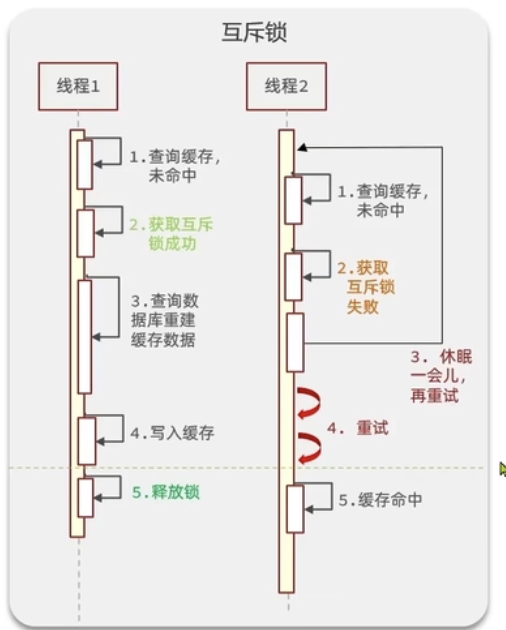 互斥锁
线程1
线程2
1.查询缓存，
未命中
2.获取互斥
锁成功
3.查询数
据库重建
缓存数据
4.写入缓存
5.释放锁
1.查询缓存，
未命中
2.获取
互斥锁
失败
3. 休眠
一会儿，
再重试
4. 重试
5.缓存命中